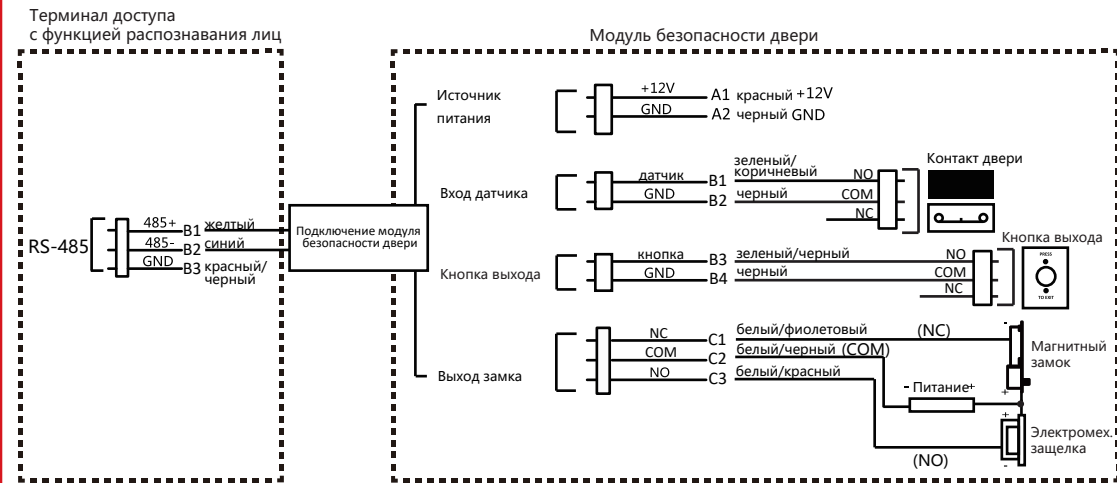 Терминал доступа
с функцией распознавания лиц
Модуль безопасности двери
RS-485
485+ B1 желтый
485- B2 синий
GND B3 красный/
черный
Подключение модуля
безопасности двери
Источник
питания
+12V A1 красный +12V
GND A2 черный GND
Вход датчика
датчик B1 зеленый/
коричневый NO
GND B2 черный COM
NC
Контакт двери
Кнопка выхода
кнопка B3 зеленый/черный NO
GND B4 черный COM
NC
Кнопка выхода
PRESS
TO EXIT
Выход замка
NC C1 белый/фиолетовый (NC)
COM C2 белый/черный (COM)
NO C3 белый/красный
- Питание+
(NO)
-
Магнитный
замок
+
+
Электромех.
защелка
-